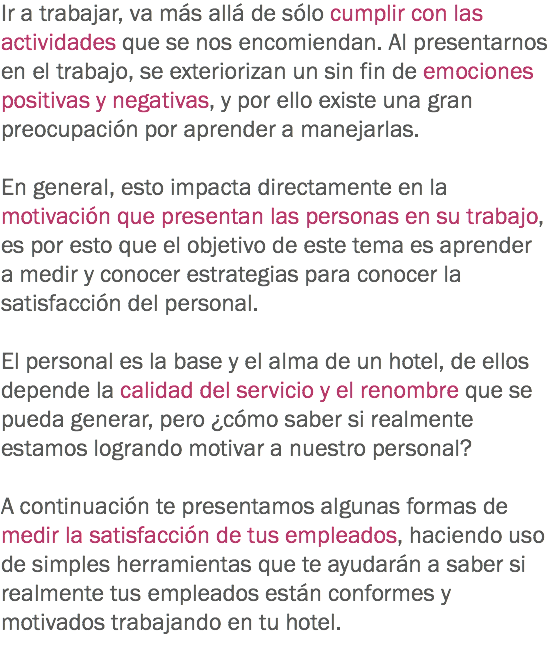 Ir a trabajar, va más allá de sólo cumplir con las
actividades que se nos encomiendan. Al presentarnos
en el trabajo, se exteriorizan un sin fin de emociones
positivas y negativas, y por ello existe una gran
preocupación por aprender a manejarlas.
En general, esto impacta directamente en la
motivación que presentan las personas en su trabajo,
es por esto que el objetivo de este tema es aprender
a medir y conocer estrategias para conocer la
satisfacción del personal.
El personal es la base y el alma de un hotel, de ellos
depende la calidad del servicio y el renombre que se
pueda generar, pero ¿cómo saber si realmente
estamos logrando motivar a nuestro personal?
A continuación te presentamos algunas formas de
medir la satisfacción de tus empleados, haciendo uso
de simples herramientas que te ayudarán a saber si
realmente tus empleados están conformes y
motivados trabajando en tu hotel.